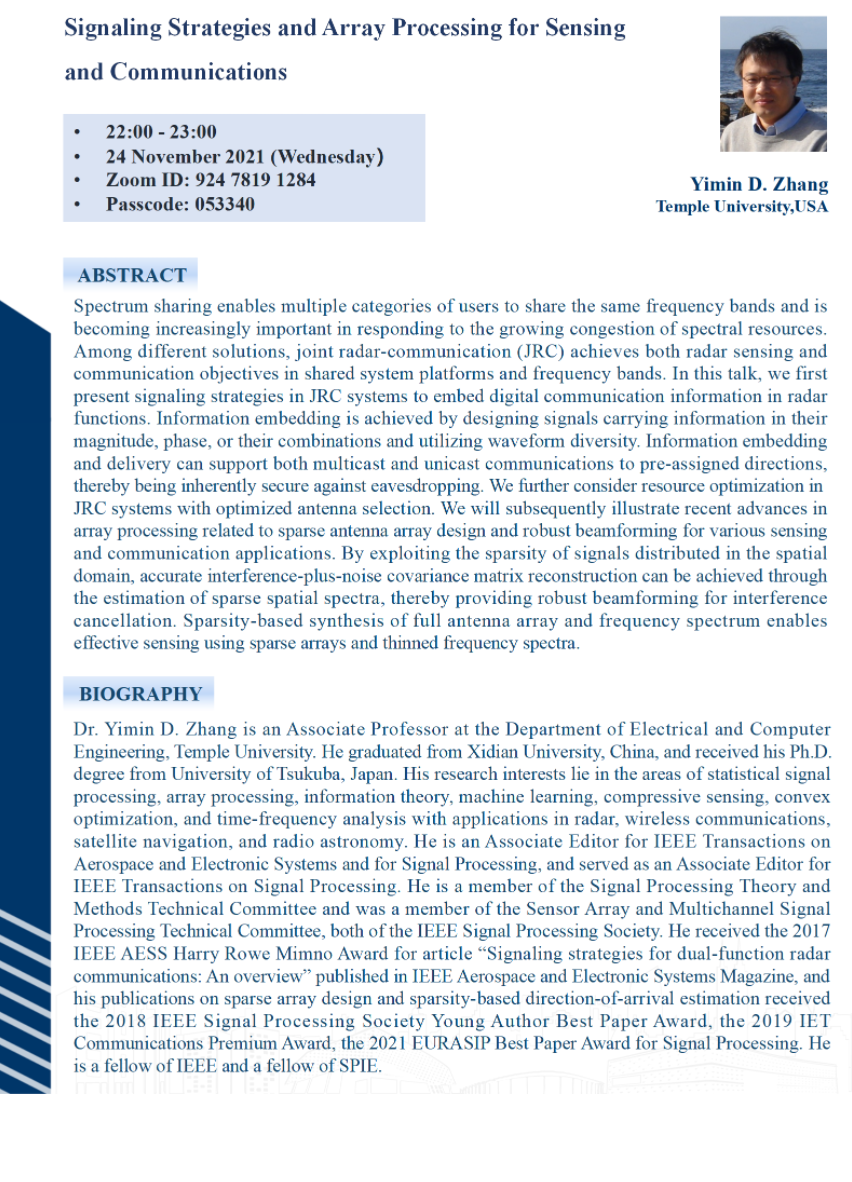 Signaling Strategies and Array Processing for Sensing
and Communications
• 22:00 - 23:00
• 24 November 2021 (Wednesday)
• Zoom ID: 924 7819 1284
• Passcode: 053340
Yimin D. Zhang
Temple University,USA
ABSTRACT
Spectrum sharing enables multiple categories of users to share the same frequency bands and is
becoming increasingly important in responding to the growing congestion of spectral resources.
Among different solutions, joint radar-communication (JRC) achieves both radar sensing and
communication objectives in shared system platforms and frequency bands. In this talk, we first
present signaling strategies in JRC systems to embed digital communication information in radar
functions. Information embedding is achieved by designing signals carrying information in their
magnitude, phase, or their combinations and utilizing waveform diversity. Information embedding
and delivery can support both multicast and unicast communications to pre-assigned directions,
thereby being inherently secure against eavesdropping. We further consider resource optimization in
JRC systems with optimized antenna selection. We will subsequently illustrate recent advances in
array processing related to sparse antenna array design and robust beamforming for various sensing
and communication applications. By exploiting the sparsity of signals distributed in the spatial
domain, accurate interference-plus-noise covariance matrix reconstruction can be achieved through
the estimation of sparse spatial spectra, thereby providing robust beamforming for interference
cancellation. Sparsity-based synthesis of full antenna array and frequency spectrum enables
effective sensing using sparse arrays and thinned frequency spectra.
BIOGRAPHY
Dr. Yimin D. Zhang is an Associate Professor at the Department of Electrical and Computer
Engineering, Temple University. He graduated from Xidian University, China, and received his Ph.D.
degree from University of Tsukuba, Japan. His research interests lie in the areas of statistical signal
processing, array processing, information theory, machine learning, compressive sensing, convex
optimization, and time-frequency analysis with applications in radar, wireless communications,
satellite navigation, and radio astronomy. He is an Associate Editor for IEEE Transactions on
Aerospace and Electronic Systems and for Signal Processing, and served as an Associate Editor for
IEEE Transactions on Signal Processing. He is a member of the Signal Processing Theory and
Methods Technical Committee and was a member of the Sensor Array and Multichannel Signal
Processing Technical Committee, both of the IEEE Signal Processing Society. He received the 2017
IEEE AESS Harry Rowe Mimno Award for article “Signaling strategies for dual-function radar
communications: An overview” published in IEEE Aerospace and Electronic Systems Magazine, and
his publications on sparse array design and sparsity-based direction-of-arrival estimation received
the 2018 IEEE Signal Processing Society Young Author Best Paper Award, the 2019 IET
Communications Premium Award, the 2021 EURASIP Best Paper Award for Signal Processing. He
is a fellow of IEEE and a fellow of SPIE.